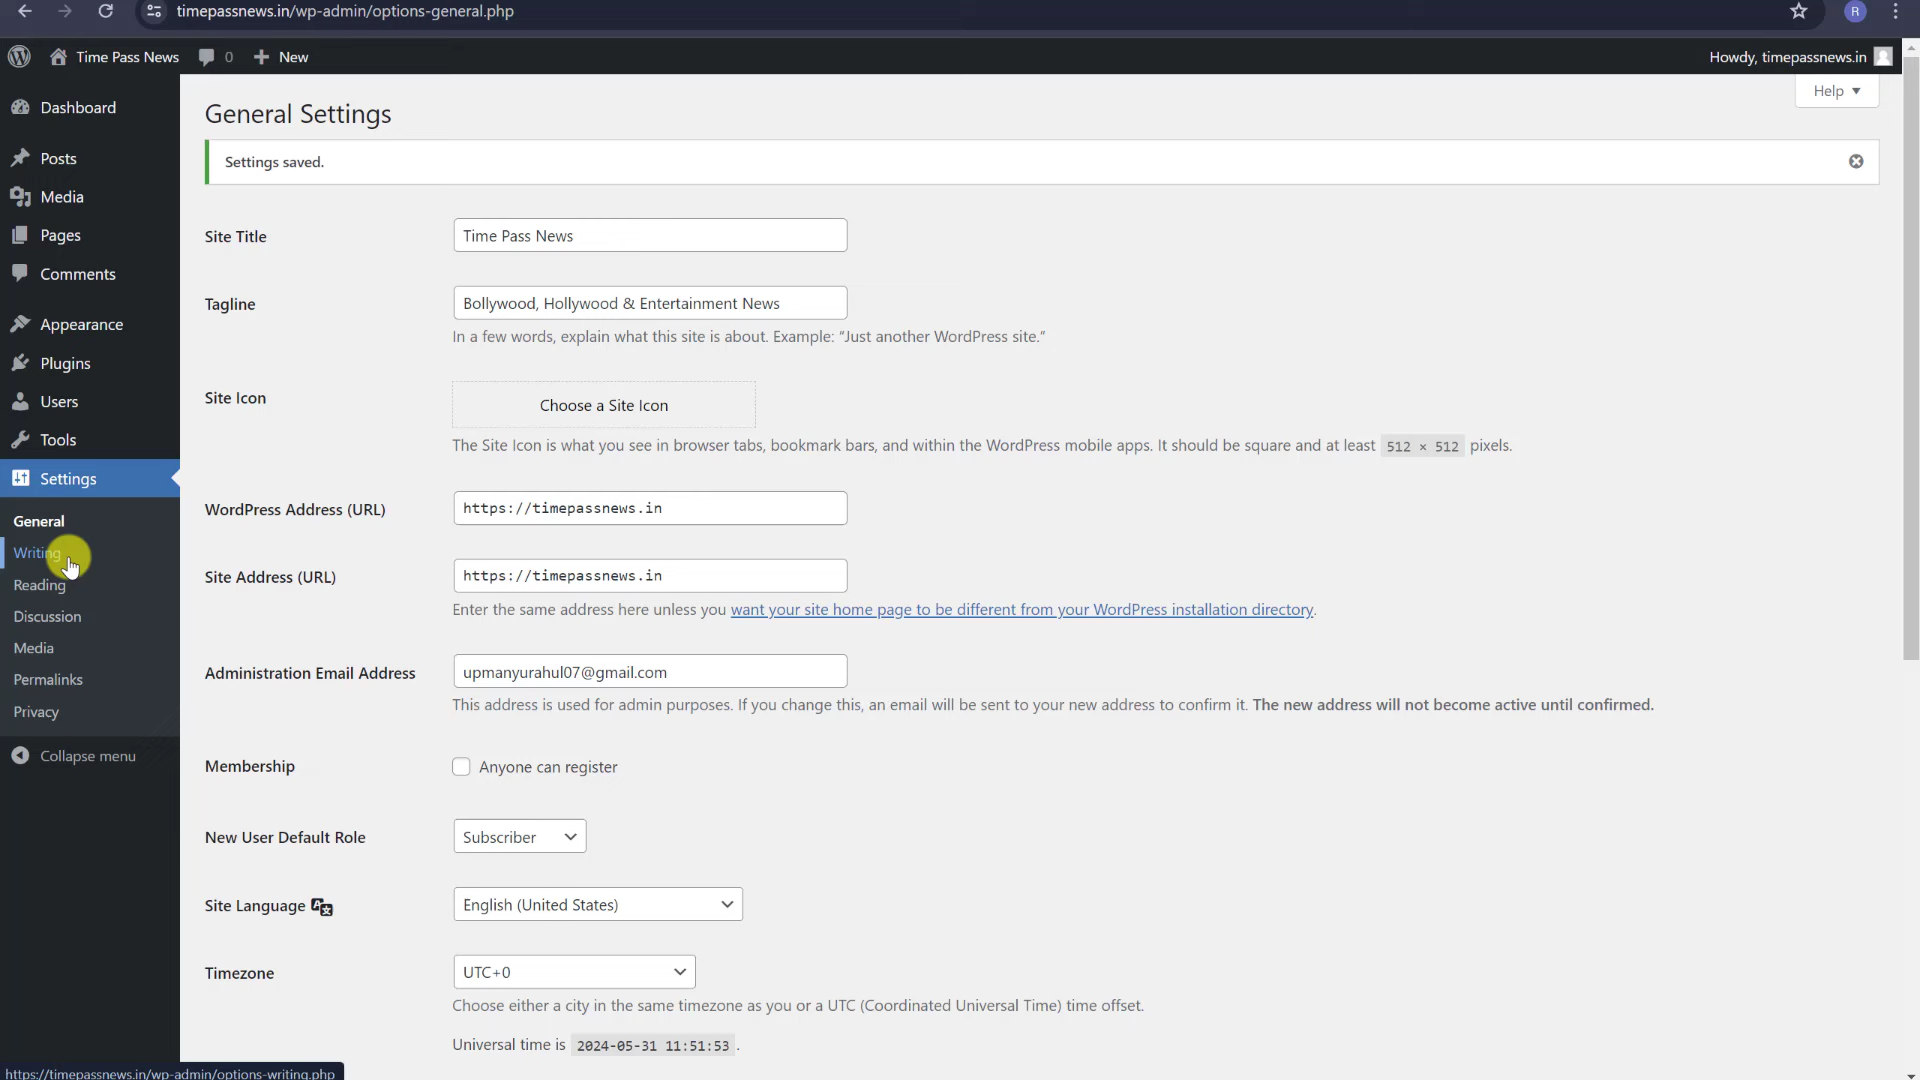 timepassnews.in/wp-admin/options-general.php
R
Time Pass News
0
New
Howdy, timepassnews.in
Help
Dashboard
Posts
Media
Pages
Comments
Appearance
Plugins
Users
Tools
Settings
General
Writing
Reading
Discussion
Media
Permalinks
Privacy
Collapse menu
General Settings
Settings saved.
Site Title
Time Pass News
Tagline
Bollywood, Hollywood & Entertainment News
In a few words, explain what this site is about. Example: “Just another WordPress site.”
Site Icon
Choose a Site Icon
The Site Icon is what you see in browser tabs, bookmark bars, and within the WordPress mobile apps. It should be square and at least 512 × 512 pixels.
WordPress Address (URL)
https://timepassnews.in
Site Address (URL)
https://timepassnews.in
Enter the same address here unless you want your site home page to be different from your WordPress installation directory.
Administration Email Address
upmanyurahul07@gmail.com
This address is used for admin purposes. If you change this, an email will be sent to your new address to confirm it. The new address will not become active until confirmed.
Membership
Anyone can register
New User Default Role
Subscriber
Site Language
English (United States)
Timezone
UTC+0
Choose either a city in the same timezone as you or a UTC (Coordinated Universal Time) time offset.
Universal time is 2024-05-31 11:51:53 .
https://timepassnews.in/wp-admin/options-writing.php